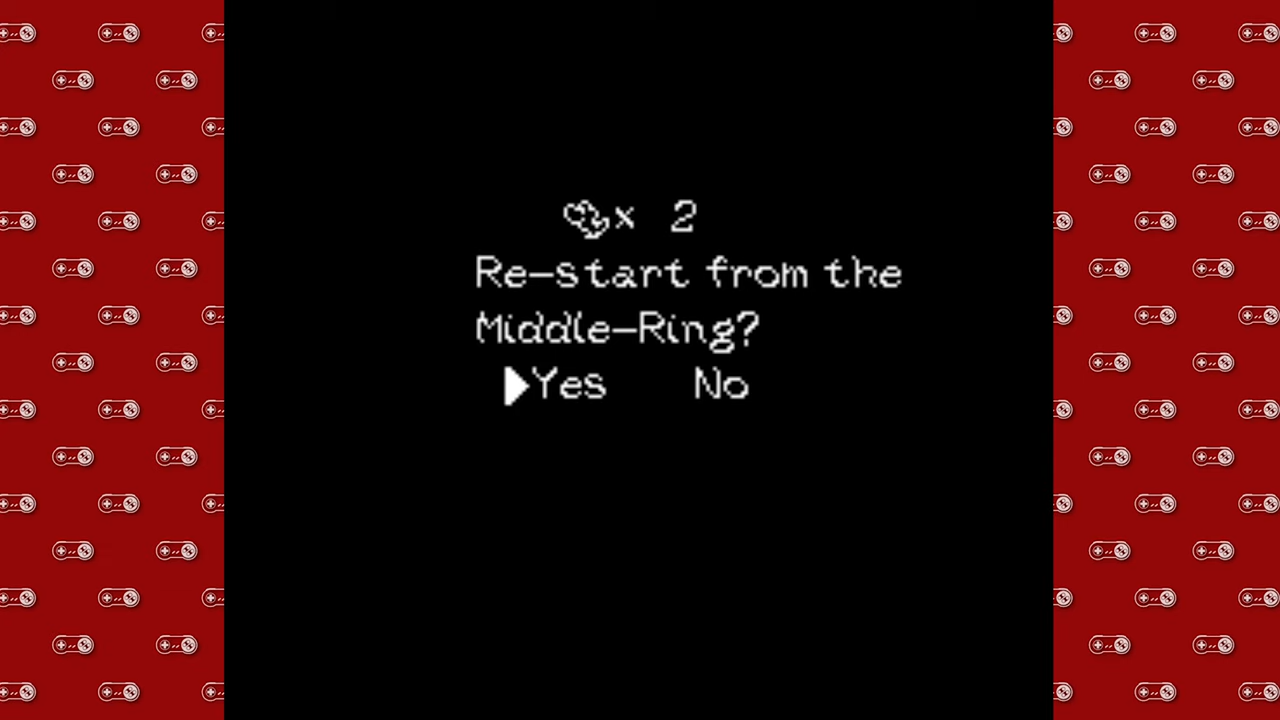 x 2
Re-start from the
Middle-Ring?
Yes No